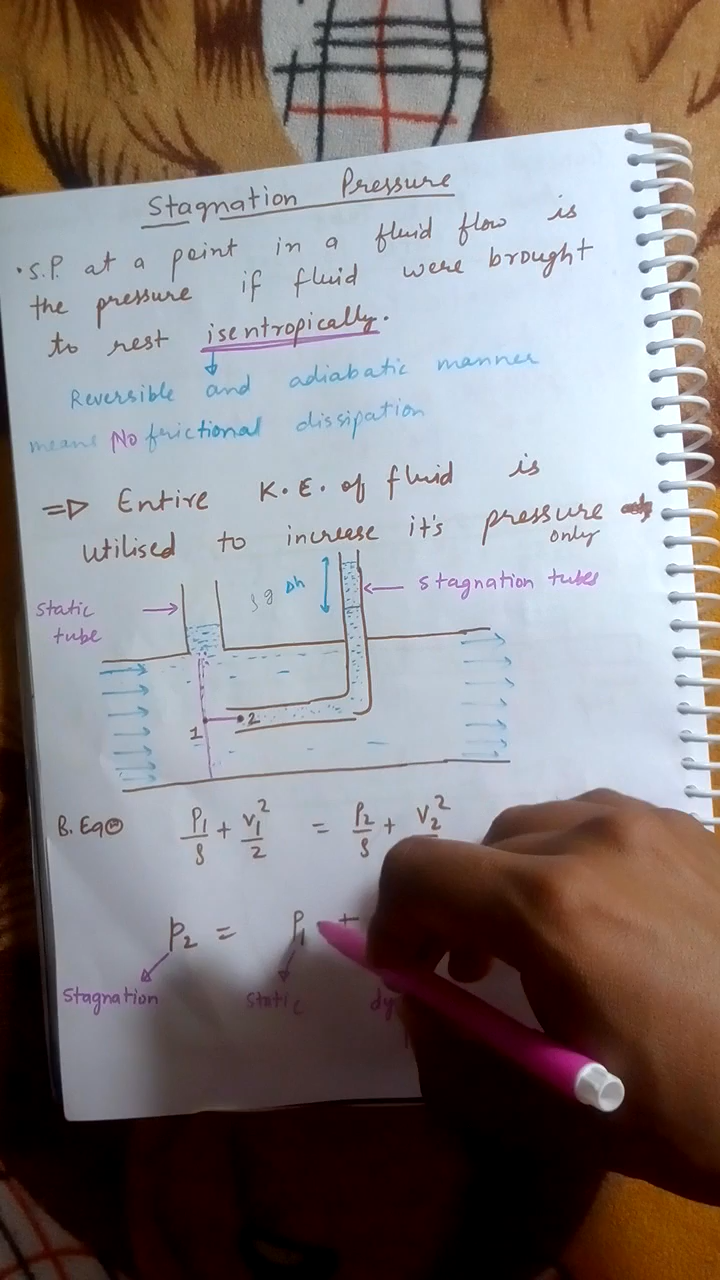 Stagnation Pressure
• S.P. at a point in a fluid flow is
the pressure if fluid were brought
to rest isentropically.
Reversible and adiabatic manner
means No frictional dissipation
=> Entire K.E. of fluid is
utilised to increase it's pressure
only
static
tube
ρg Δh
stagnation tubes
1
2
B. Eqⓝ P₁/ρ + V₁²/2 = P₂/ρ + V₂²
P₂ = P₁ +
Stagnation static dy